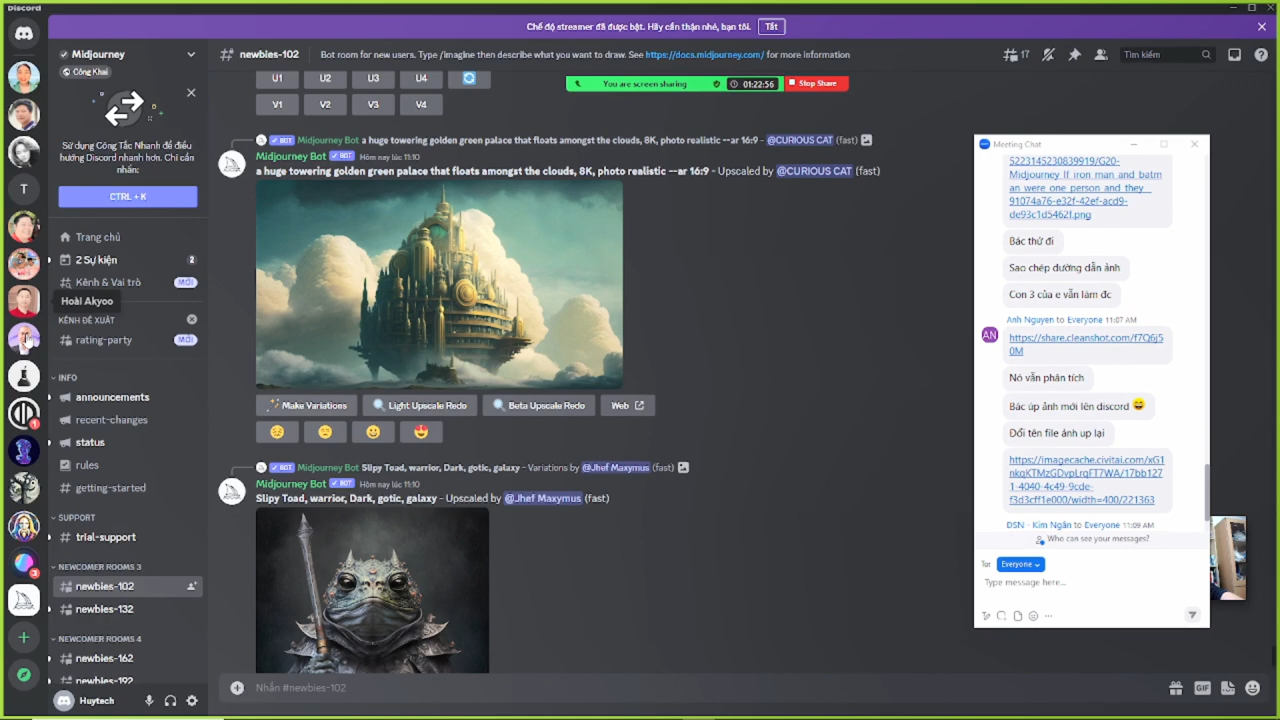 Discord
Chế độ streamer đã được bật. Hãy cẩn thận nhé, bạn tôi.
Tắt
Midjourney
Công Khai
Sử dụng Công Tắc Nhanh để điều
hướng Discord nhanh hơn. Chỉ cần
nhấn:
CTRL + K
Trang chủ
2 Sự kiện
2
Kênh & Vai trò
MỚI
Hoài Akyoo
KÊNH ĐỀ XUẤT
rating-party
MỚI
INFO
announcements
recent-changes
status
rules
getting-started
SUPPORT
trial-support
NEWCOMER ROOMS 3
newbies-102
newbies-132
NEWCOMER ROOMS 4
newbies-162
newbies-192
Huytech
T
1
3
newbies-102
Bot room for new users. Type /imagine then describe what you want to draw. See https://docs.midjourney.com/ for more information
17
Tìm kiếm
You are screen sharing
01:22:56
Stop Share
U1 U2 U3 U4
V1 V2 V3 V4
BOT Midjourney Bot a huge towering golden green palace that floats amongst the clouds, 8K, photo realistic --ar 16:9 - @CURIOUS CAT (fast)
Midjourney Bot BOT Hôm nay lúc 11:10
a huge towering golden green palace that floats amongst the clouds, 8K, photo realistic --ar 16:9 - Upscaled by @CURIOUS CAT (fast)
Make Variations
Light Upscale Redo
Beta Upscale Redo
Web
BOT Midjourney Bot Slipy Toad, warrior, Dark, gotic, galaxy - Variations by @Jhef Maxymus (fast)
Midjourney Bot BOT Hôm nay lúc 11:10
Slipy Toad, warrior, Dark, gotic, galaxy - Upscaled by @Jhef Maxymus (fast)
Nhắn #newbies-102
GIF
Meeting Chat
5223145230839919/G20-
Midjourney_If_iron_man_and_batm
an_were_one_person_and_they_
91074a76-e32f-42ef-acd9-
de93c1d5462f.png
Bác thử đi
Sao chép đường dẫn ảnh
Con 3 của e vẫn làm đc
Anh Nguyen to Everyone 11:07 AM
AN
https://share.cleanshot.com/f7Q6j5
0M
Nó vẫn phân tích
Bác úp ảnh mới lên discord
Đổi tên file ảnh up lại
https://imagecache.civitai.com/xG1
nkqKTMzGDvpLrqFT7WA/17bb127
1-4040-4c49-9cde-
f3d3cff1e000/width=400/221363
DSN - Kim Ngân to Everyone 11:09 AM
Who can see your messages?
To: Everyone
Type message here...